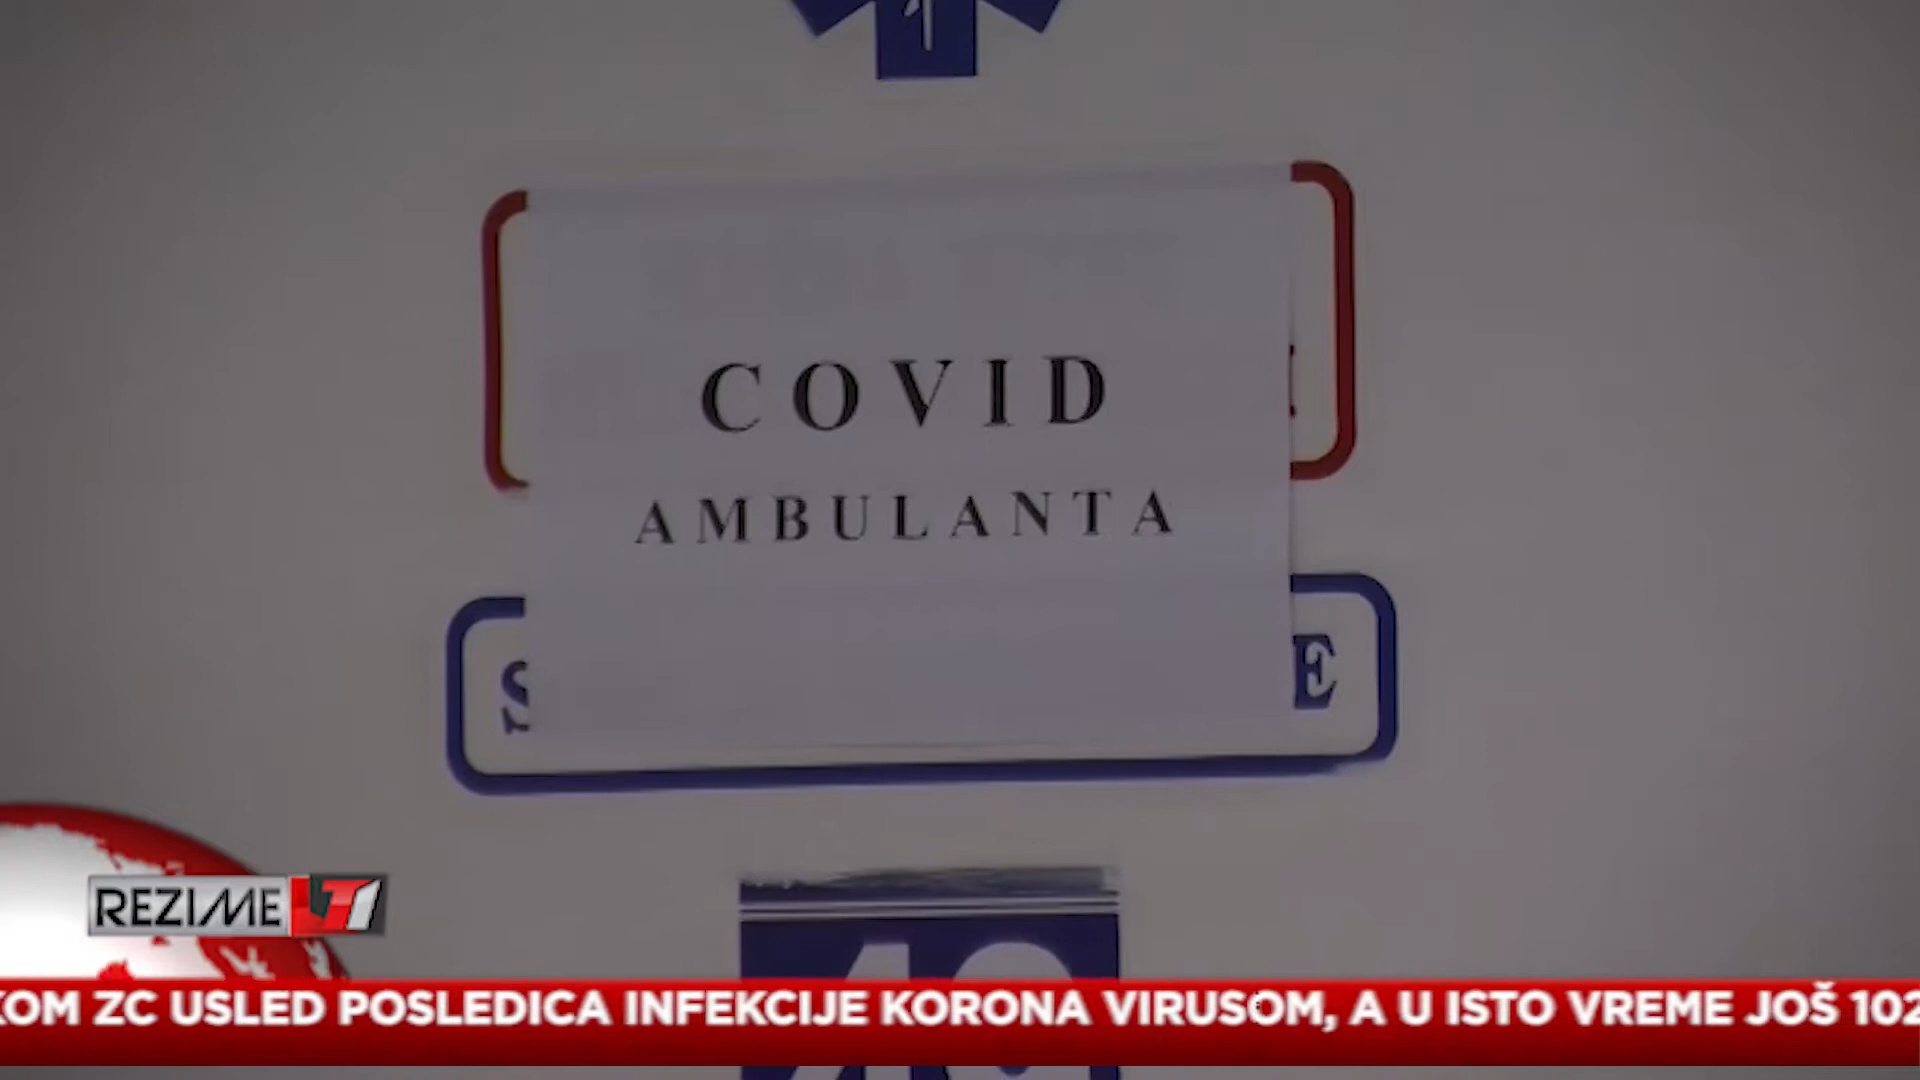 COVID
AMBULANTA
S
E
REZIME
KOM ZC USLED POSLEDICA INFEKCIJE KORONA VIRUSOM, A U ISTO VREME JOŠ 102